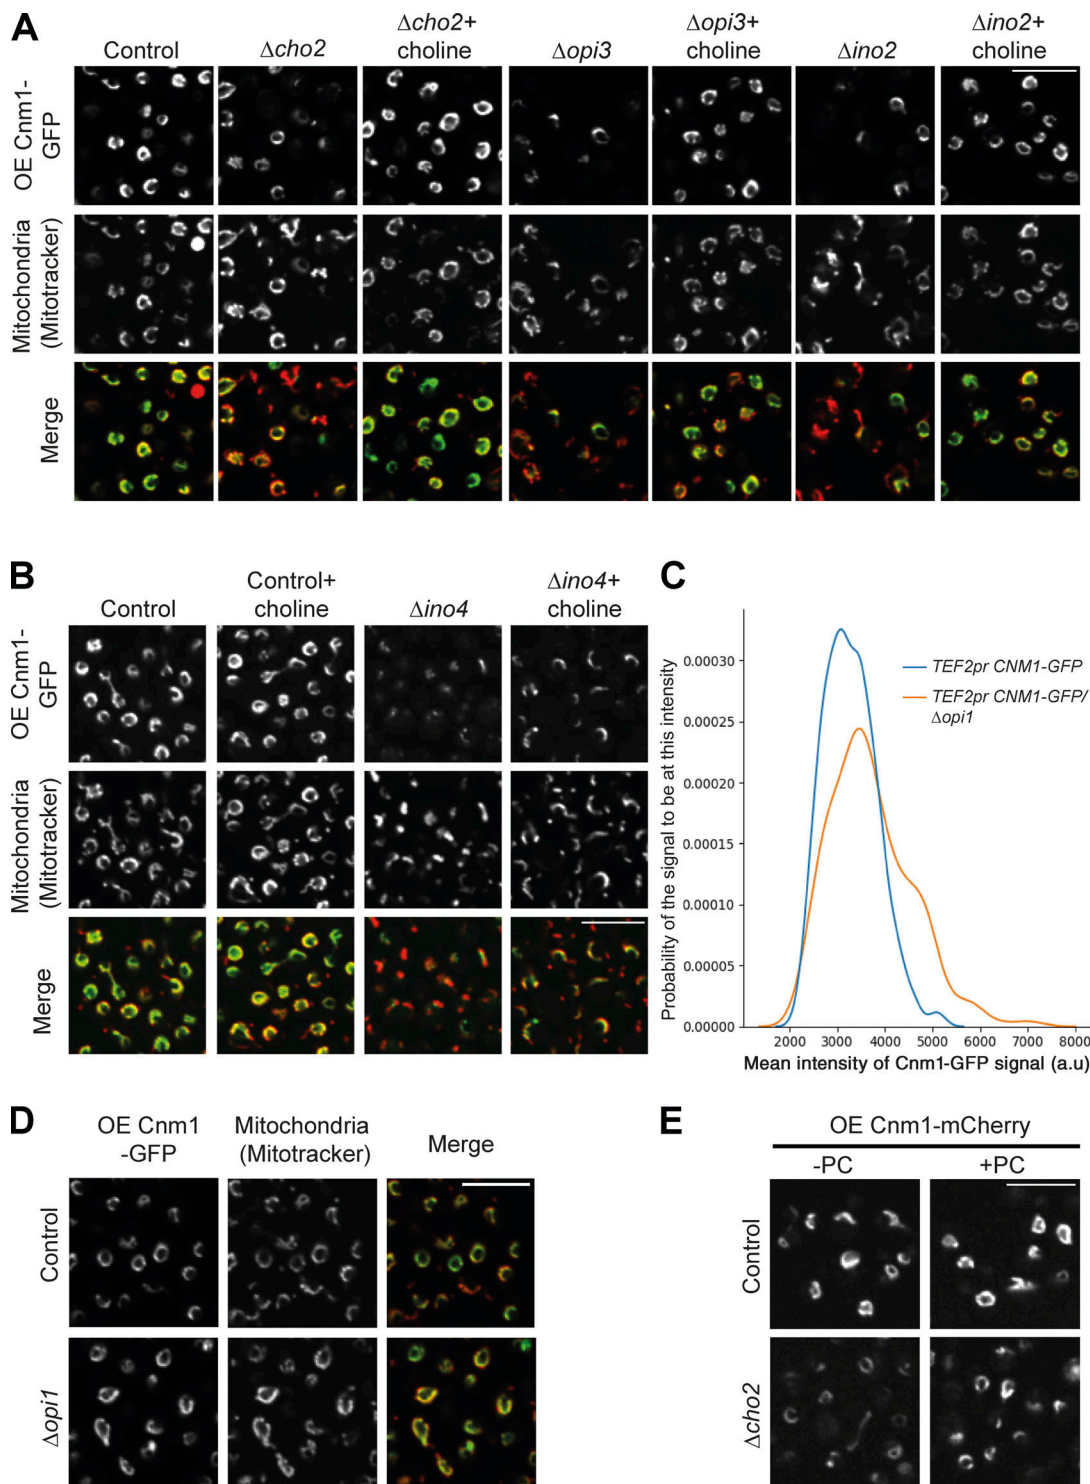 A
Control
Δcho2
Δcho2+
choline
Δopi3
Δopi3+
choline
Δino2
Δino2+
choline
OE Cnm1-
GFP
Mitochondria
(Mitotracker)
Merge
B
Control
Control+
choline
Δino4
Δino4+
choline
OE Cnm1-
GFP
Mitochondria
(Mitotracker)
Merge
C
Probability of the signal to be at this intensity
0.00030
0.00025
0.00020
0.00015
0.00010
0.00005
0.00000
TEF2pr CNM1-GFP
TEF2pr CNM1-GFP/
Δopi1
2000 3000 4000 5000 6000 7000 8000
Mean intensity of Cnm1-GFP signal (a.u)
D
OE Cnm1
-GFP
Mitochondria
(Mitotracker)
Merge
Control
Δopi1
E
OE Cnm1-mCherry
-PC
+PC
Control
Δcho2